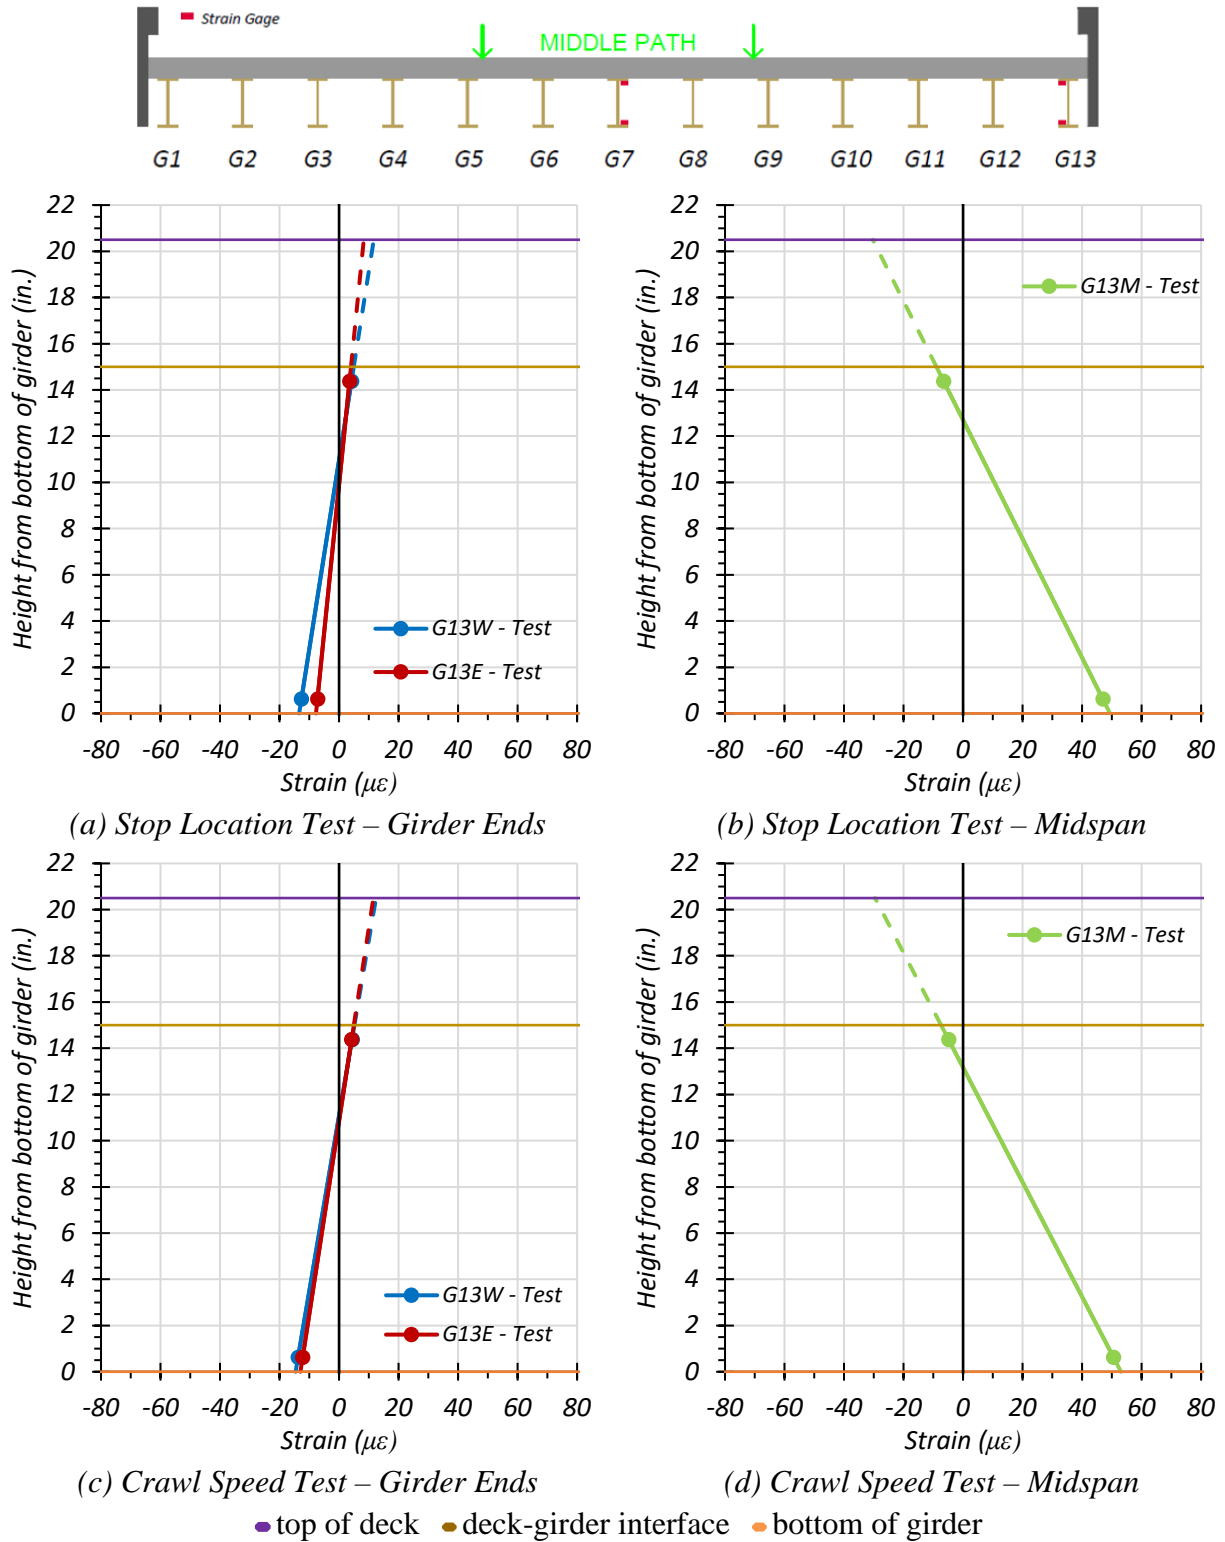 Strain Gage
MIDDLE PATH
G1 G2 G3 G4 G5 G6 G7 G8 G9 G10 G11 G12 G13
Height from bottom of girder (in.)
22
20
18
16
14
12
10
8
6
4
2
0
G13W - Test
G13E - Test
-80 -60 -40 -20 0 20 40 60 80
Strain (με)
(a) Stop Location Test – Girder Ends
Height from bottom of girder (in.)
22
20
18
16
14
12
10
8
6
4
2
0
G13M - Test
-80 -60 -40 -20 0 20 40 60 80
Strain (με)
(b) Stop Location Test – Midspan
Height from bottom of girder (in.)
22
20
18
16
14
12
10
8
6
4
2
0
G13W - Test
G13E - Test
-80 -60 -40 -20 0 20 40 60 80
Strain (με)
(c) Crawl Speed Test – Girder Ends
Height from bottom of girder (in.)
22
20
18
16
14
12
10
8
6
4
2
0
G13M - Test
-80 -60 -40 -20 0 20 40 60 80
Strain (με)
(d) Crawl Speed Test – Midspan
top of deck deck-girder interface bottom of girder